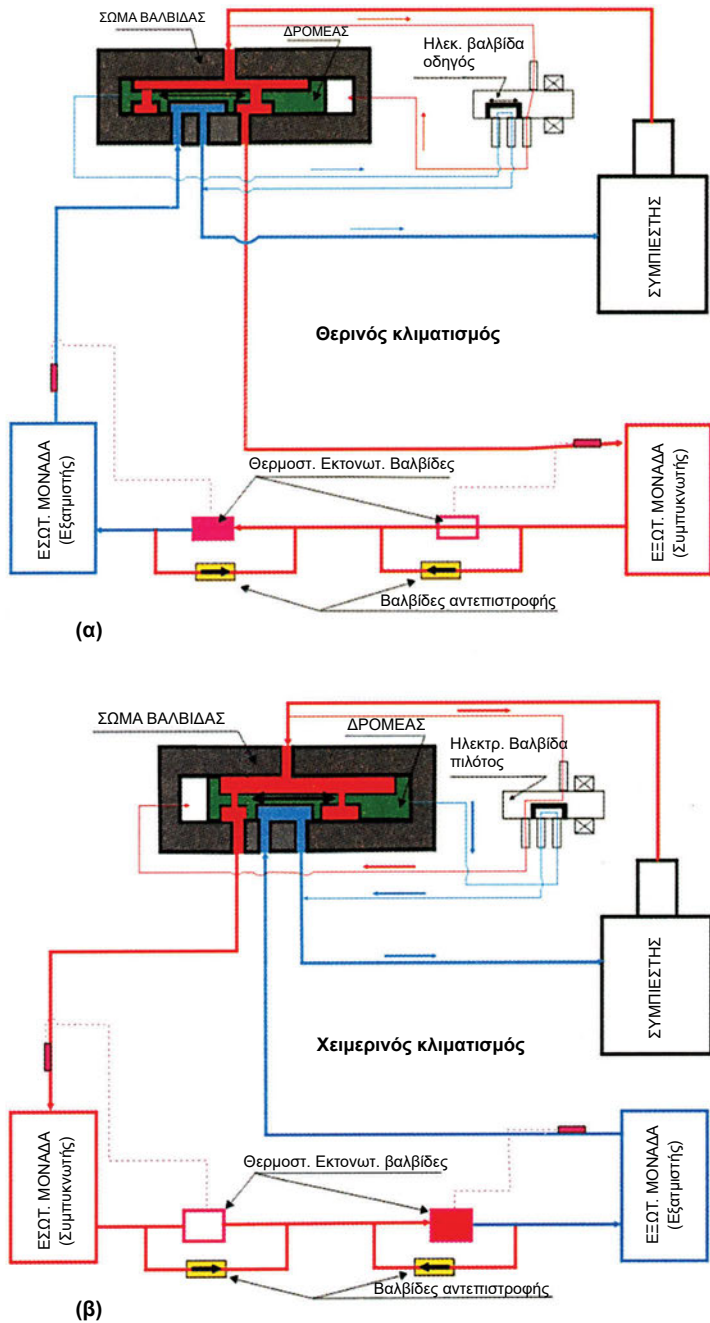 ΣΩΜΑ ΒΑΛΒΙΔΑΣ
ΔΡΟΜΕΑΣ
Ηλεκ. βαλβίδα
οδηγός
ΣΥΜΠΙΕΣΤΗΣ
Θερινός κλιματισμός
ΕΣΩΤ. ΜΟΝΑΔΑ
(Εξατμιστής)
Θερμοστ. Εκτονωτ. Βαλβίδες
ΕΞΩΤ. ΜΟΝΑΔΑ
(Συμπυκνωτής)
Βαλβίδες αντεπιστροφής
(α)
ΣΩΜΑ ΒΑΛΒΙΔΑΣ
ΔΡΟΜΕΑΣ
Ηλεκτρ. Βαλβίδα
πιλότος
ΣΥΜΠΙΕΣΤΗΣ
Χειμερινός κλιματισμός
ΕΣΩΤ. ΜΟΝΑΔΑ
(Συμπυκνωτής)
Θερμοστ. Εκτονωτ. βαλβίδες
ΕΞΩΤ. ΜΟΝΑΔΑ
(Εξατμιστής)
Βαλβίδες αντεπιστροφής
(β)